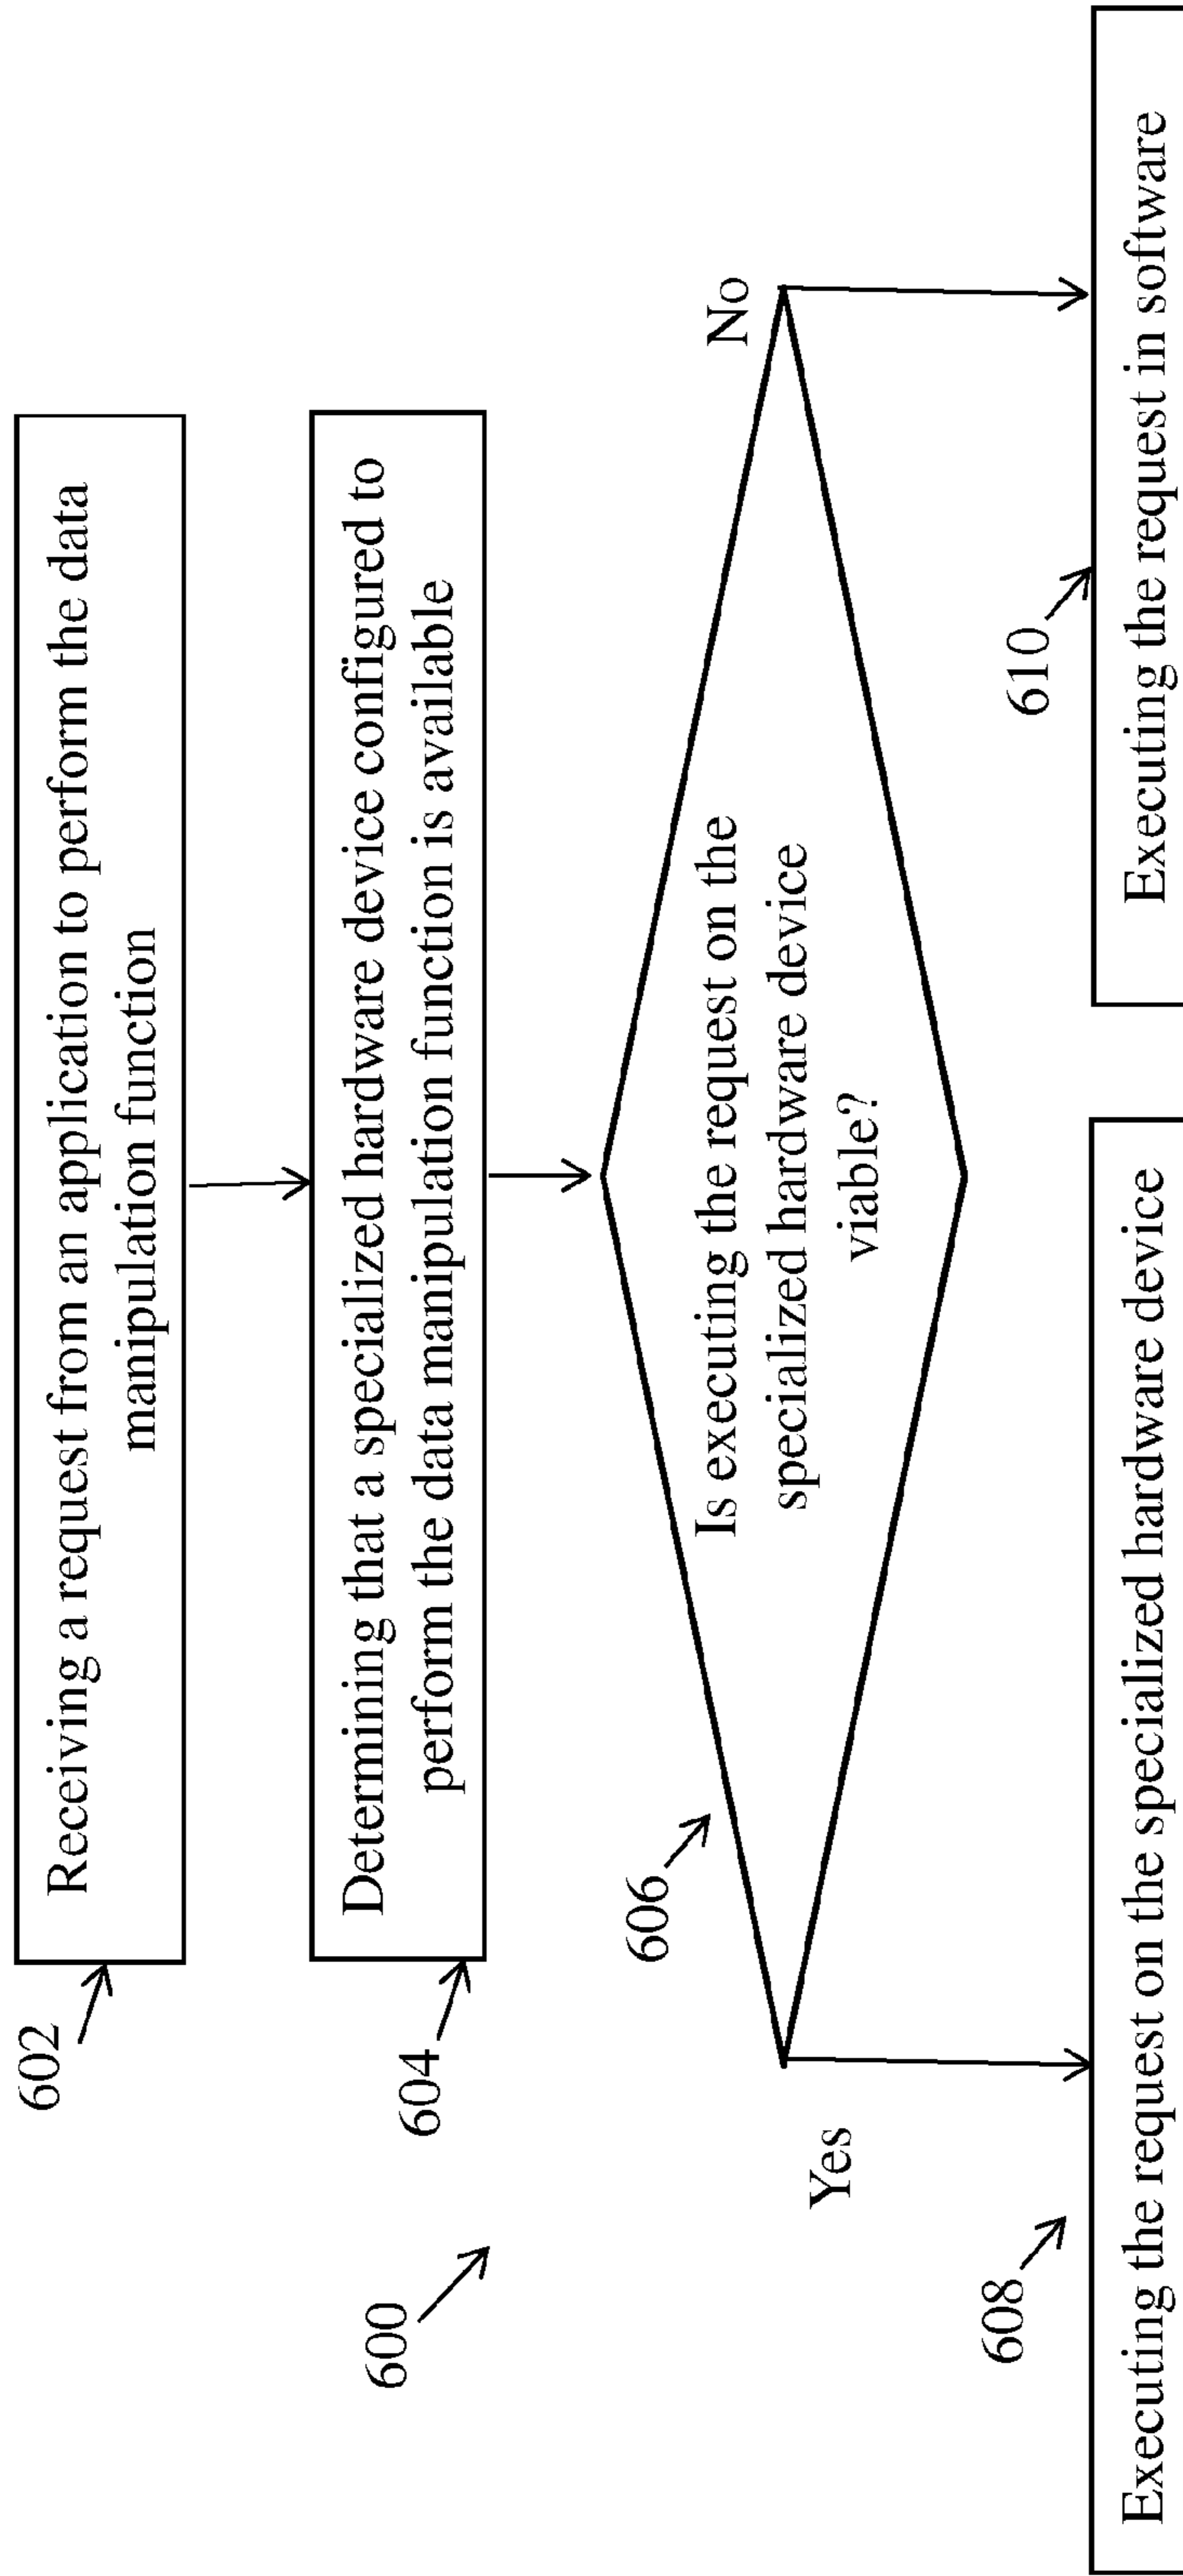 602
Receiving a request from an application to perform the data
manipulation function
604
Determining that a specialized hardware device configured to
perform the data manipulation function is available
600
606
Is executing the request on the
specialized hardware device
viable?
Yes
No
608
Executing the request on the specialized hardware device
610
Executing the request in software